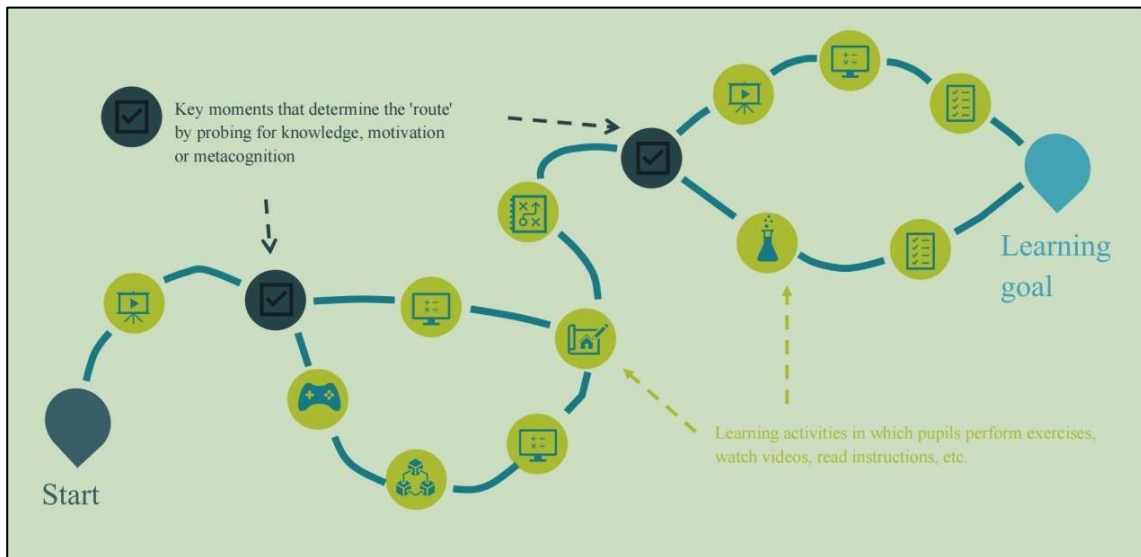 Key moments that determine the 'route'
by probing for knowledge, motivation
or metacognition
Learning
goal
Start
Learning activities in which pupils perform exercises,
watch videos, read instructions, etc.